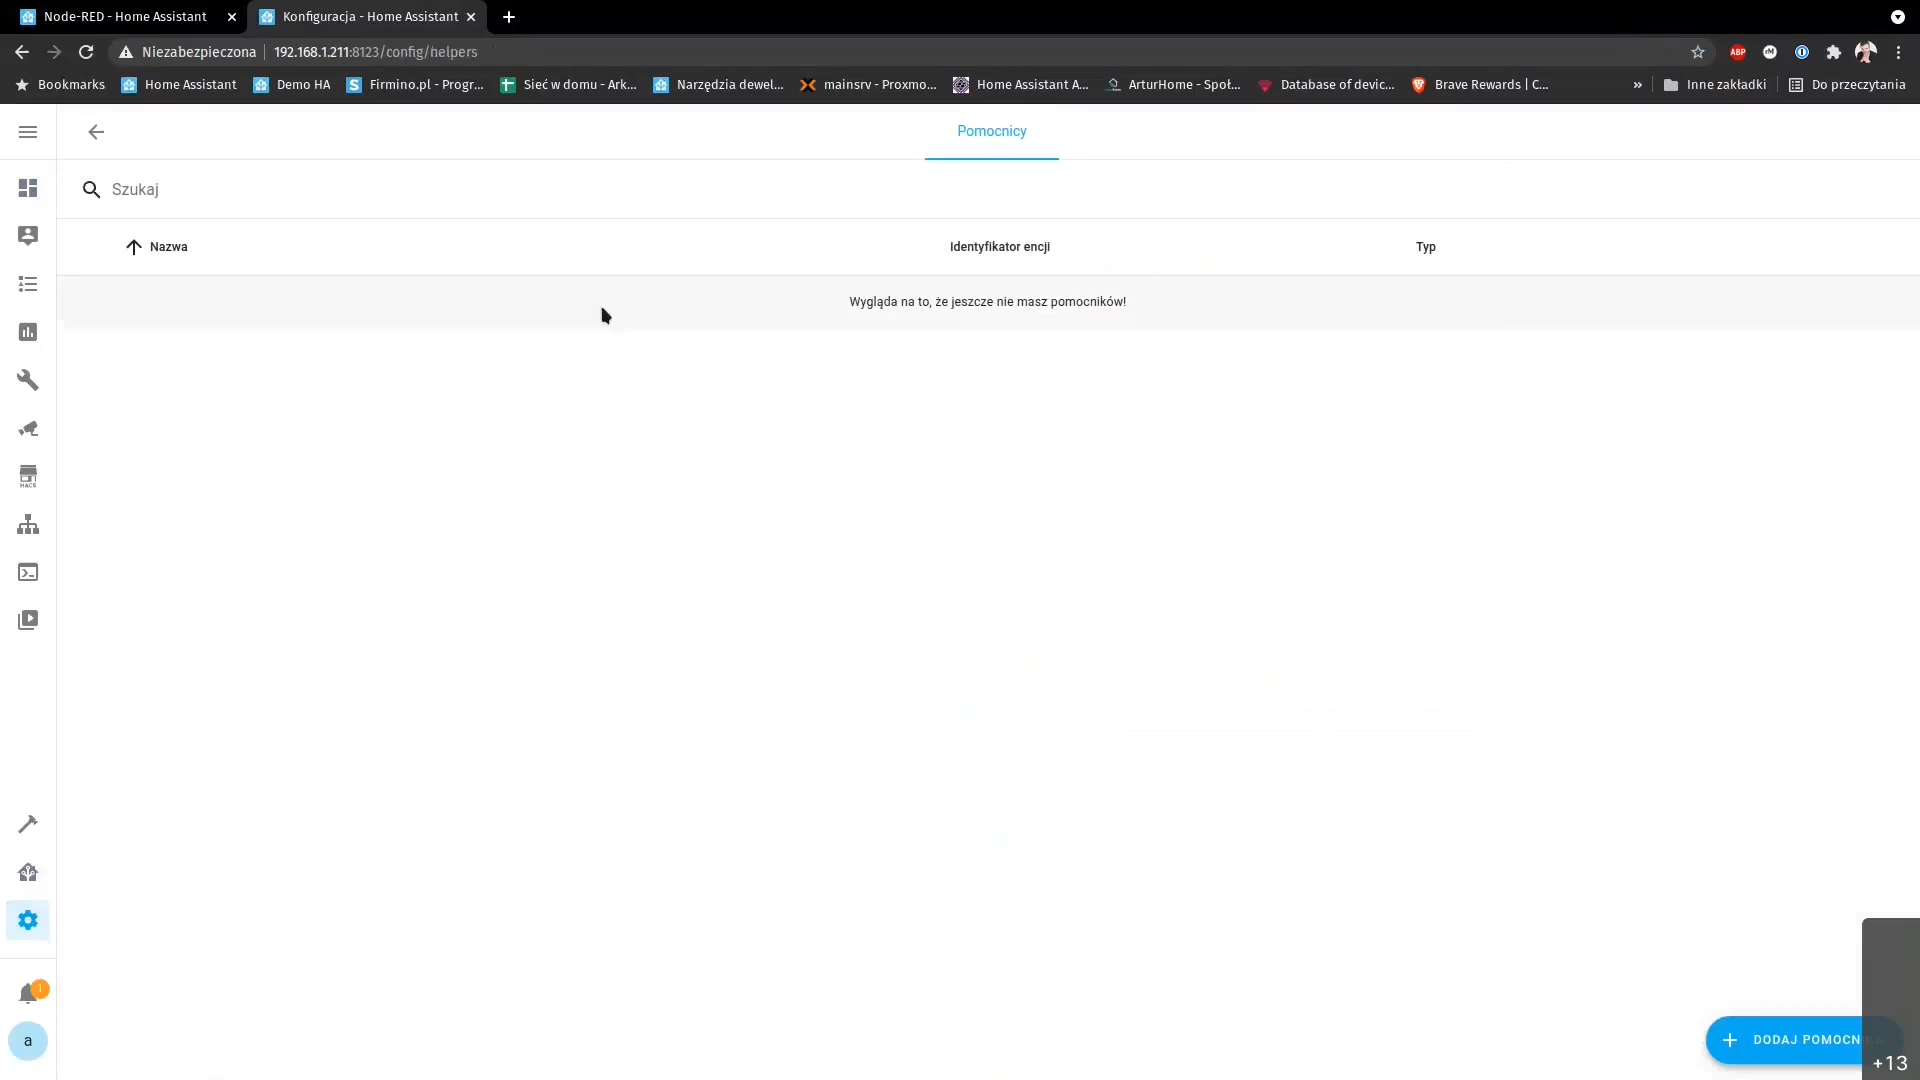 Node-RED - Home Assistant
Konfiguracja - Home Assistant
Niezabezpieczona
192.168.1.211:8123/config/helpers
ABP
Bookmarks
Home Assistant
Demo HA
Firmino.pl - Progr...
Sieć w domu - Ark...
Narzędzia dewel...
mainsrv - Proxmo...
Home Assistant A...
ArturHome - Społ...
Database of devic...
Brave Rewards | C...
»
Inne zakładki
Do przeczytania
Pomocnicy
Szukaj
Nazwa
Identyfikator encji
Typ
Wygląda na to, że jeszcze nie masz pomocników!
HACS
1
a
DODAJ POMOCN
+13